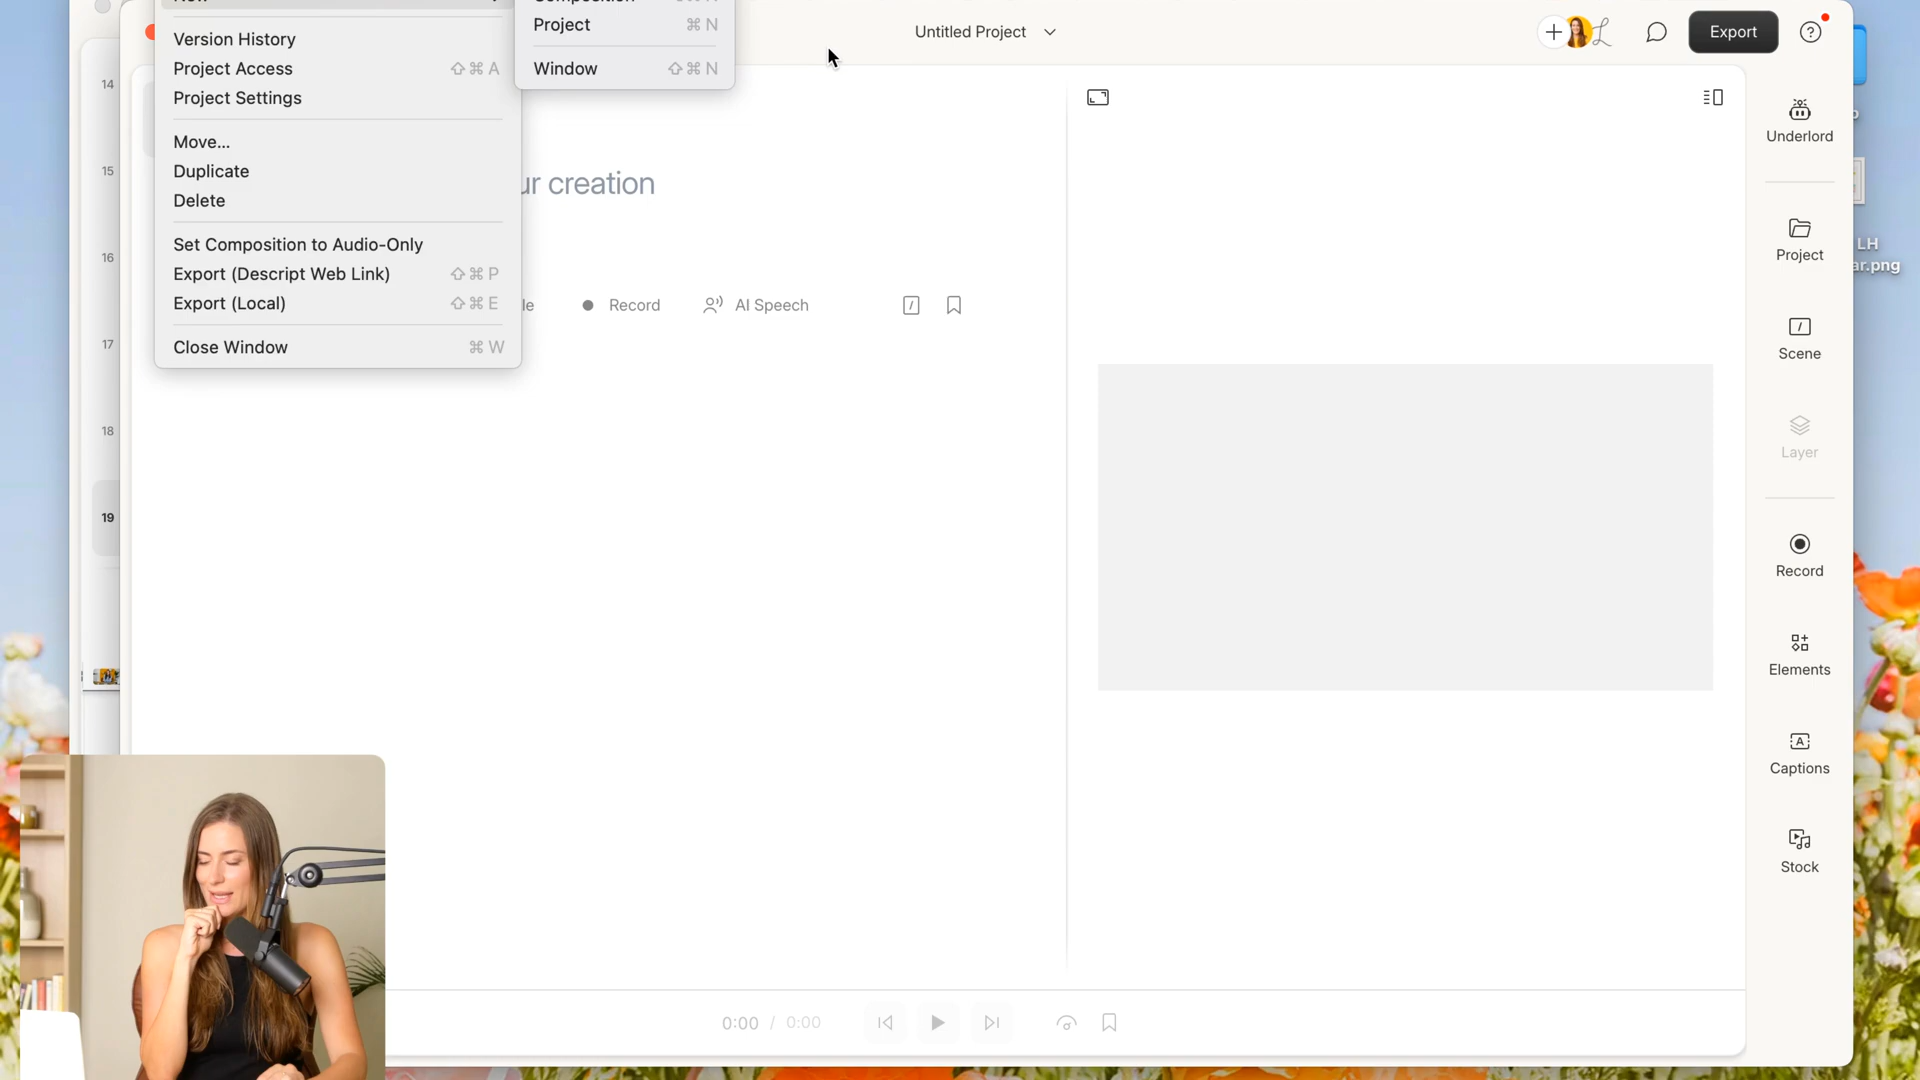 New
Composition
Project ⌘ N
Window ⇧ ⌘ N
Version History
Project Access ⇧ ⌘ A
Project Settings
Move...
Duplicate
Delete
Set Composition to Audio-Only
Export (Descript Web Link) ⇧ ⌘ P
Export (Local) ⇧ ⌘ E
Close Window ⌘ W
Untitled Project
Export
14
15
16
17
18
19
ur creation
le
Record
AI Speech
0:00 / 0:00
Underlord
Project
Scene
Layer
Record
Elements
Captions
Stock
LH
ar.png